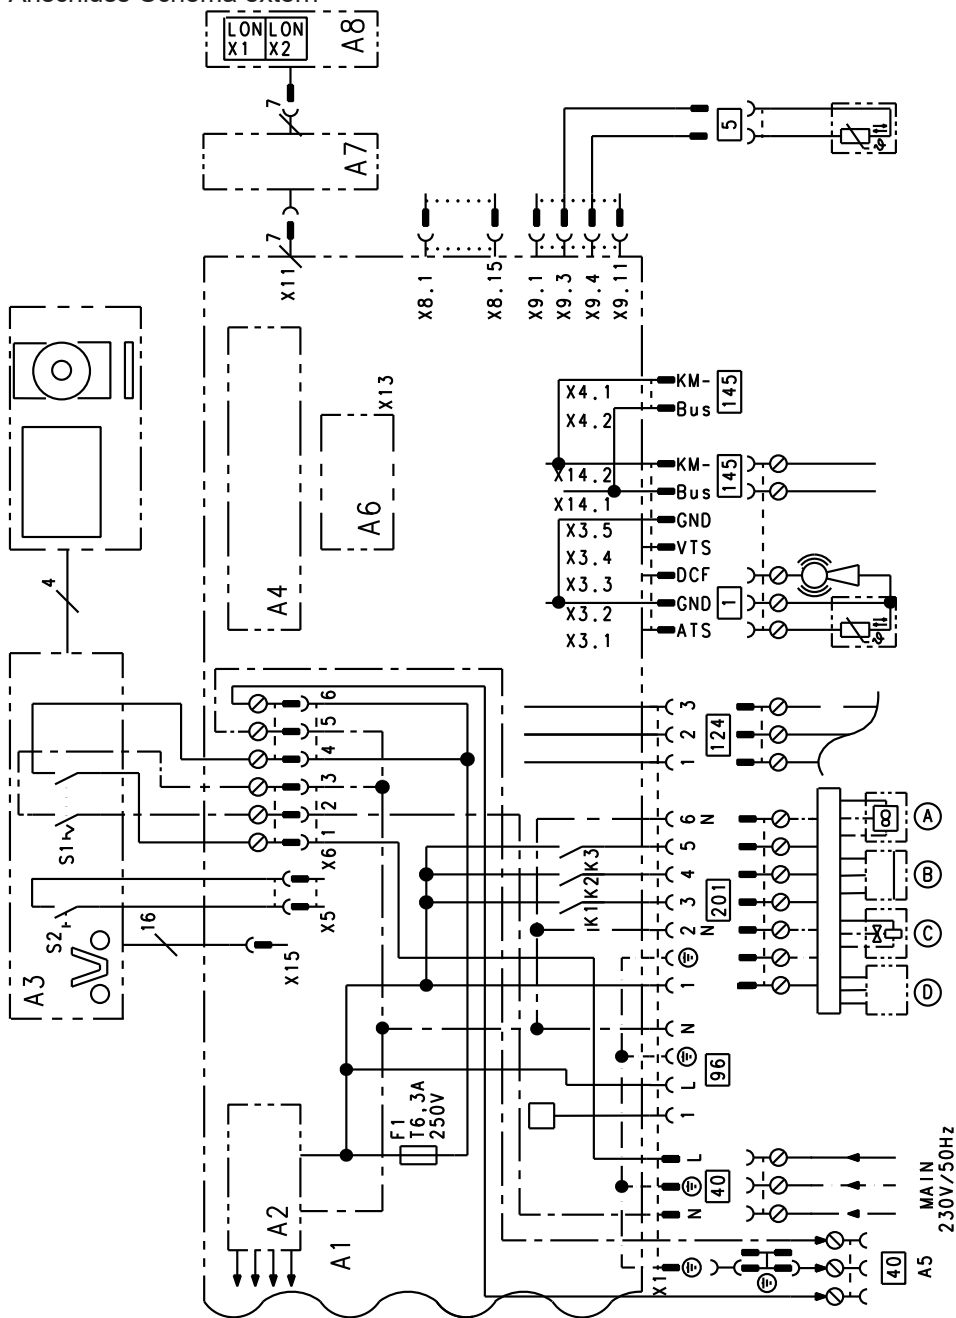 Anschluss-Schema extern
LON LON
X1 X2
A8
7
A7
7
X11
5
X8.1
X8.15
X9.1
X9.3
X9.4
X9.11
A4
A6
X13
X4.1
X4.2
X14.2
X14.1
X3.5
X3.4
X3.3
X3.2
X3.1
KM-
Bus
145
KM-
Bus
145
GND
VTS
DCF
GND
ATS
1
4
6
5
4
3
2
1
X6
S1
S2
16
X5
X15
A3
3
2
1
124
6 N
5
4
3
2 N
1
201
K1 K2 K3
A
B
C
D
N
L
1
96
F1
T6,3A
250V
A2
A1
L
N
40
MAIN
230V/50Hz
X1
40
A5